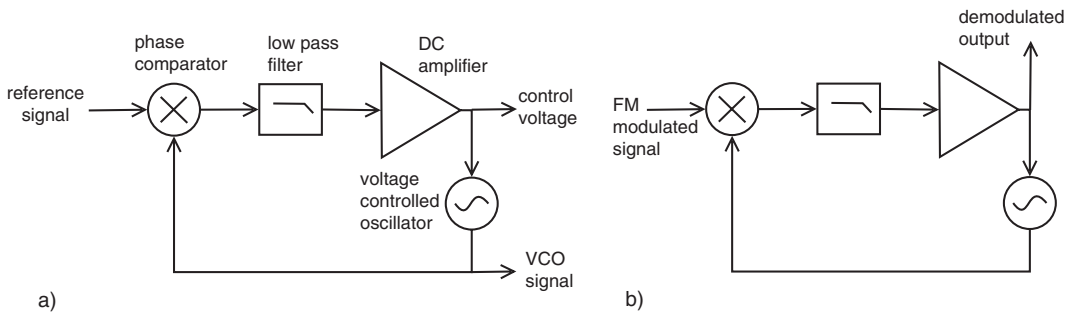 phase
comparator
low pass
filter
DC
amplifier
reference
signal
control
voltage
voltage
controlled
oscillator
VCO
signal
a)
demodulated
output
FM
modulated
signal
b)